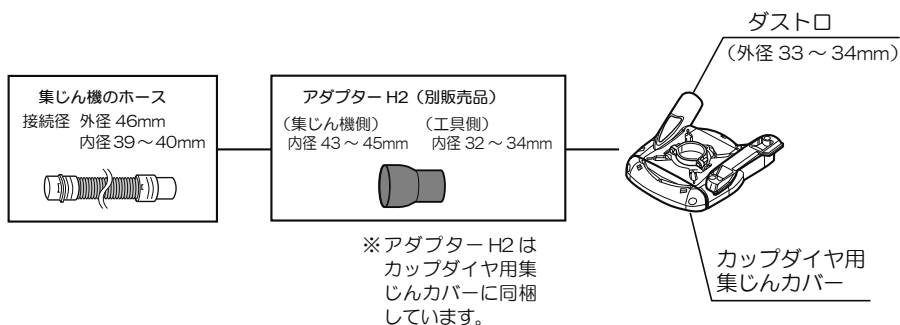 ダストロ
（外径 33 ～ 34mm）
集じん機のホース
接続径 外径 46mm
内径 39 ～ 40mm
アダプター H2（別販売品）
（集じん機側）
内径 43 ～ 45mm
（工具側）
内径 32 ～ 34mm
※アダプター H2 は
カップダイヤ用集
じんカバーに同梱
しています。
カップダイヤ用
集じんカバー